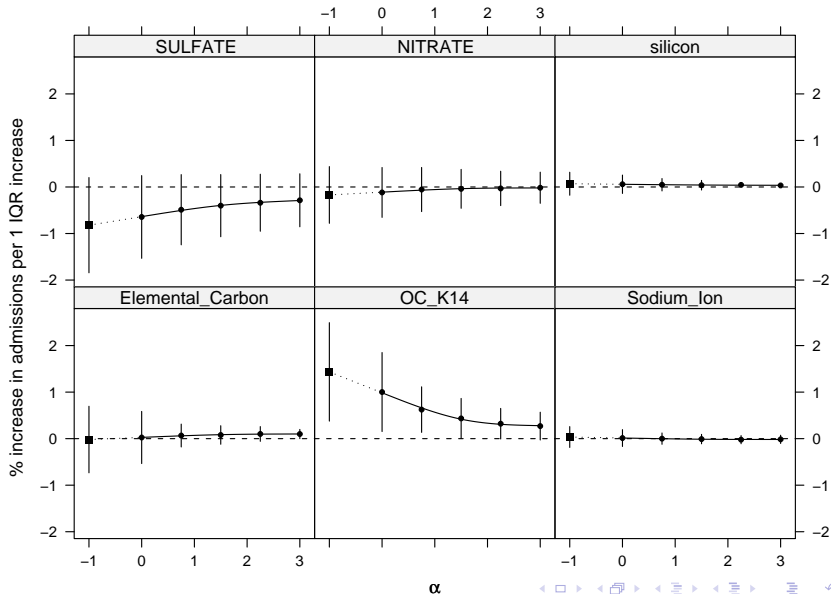 −1 0 1 2 3
SULFATE NITRATE silicon
2 2
1 1
0 0
−1 −1
−2 −2
Elemental_Carbon OC_K14 Sodium_Ion
2 2
1 1
0 0
−1 −1
−2 −2
−1 0 1 2 3 −1 0 1 2 3
% increase in admissions per 1 IQR increase
α